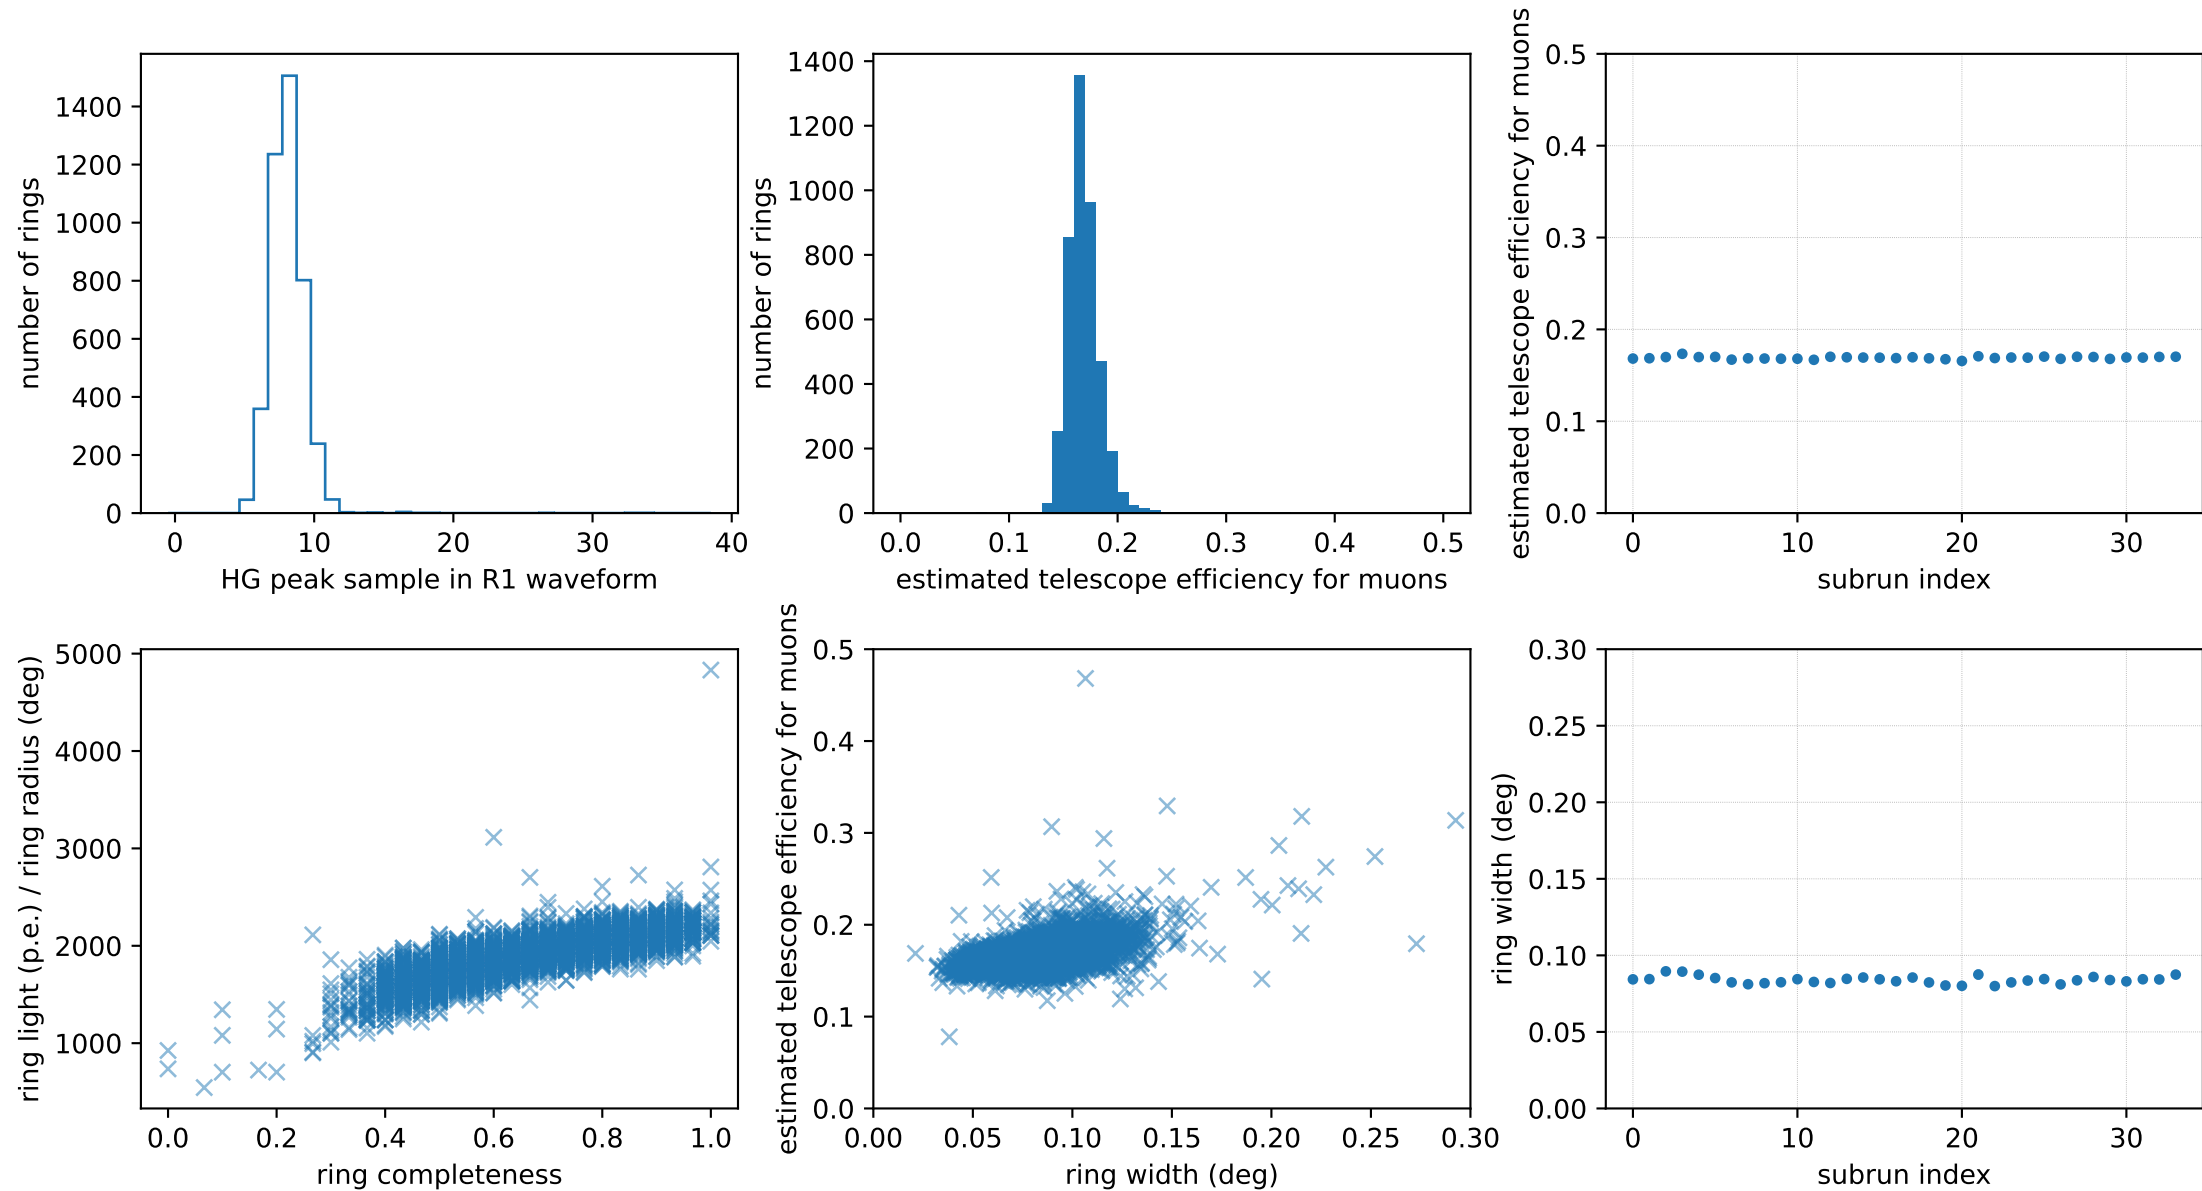 number of rings
1400
1200
1000
800
600
400
200
0
0 10 20 30 40
HG peak sample in R1 waveform
number of rings
1400
1200
1000
800
600
400
200
0
0.0 0.1 0.2 0.3 0.4 0.5
estimated telescope efficiency for muons
estimated telescope efficiency for muons
0.5
0.4
0.3
0.2
0.1
0.0
0 10 20 30
subrun index
ring light (p.e.) / ring radius (deg)
5000
4000
3000
2000
1000
0.0 0.2 0.4 0.6 0.8 1.0
ring completeness
estimated telescope efficiency for muons
0.5
0.4
0.3
0.2
0.1
0.0
0.00 0.05 0.10 0.15 0.20 0.25 0.30
ring width (deg)
ring width (deg)
0.30
0.25
0.20
0.15
0.10
0.05
0.00
0 10 20 30
subrun index